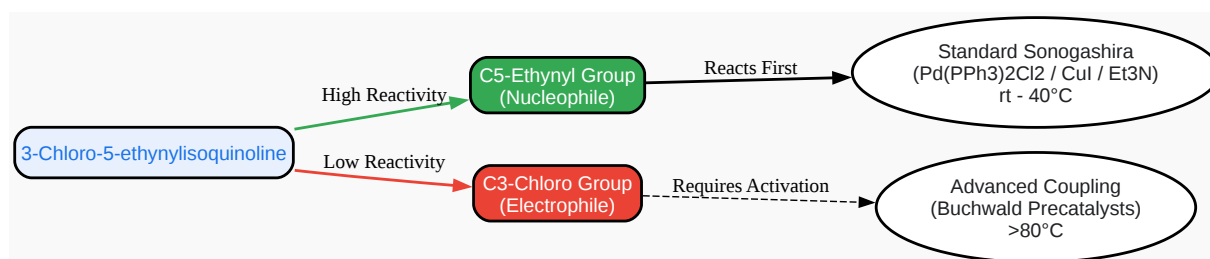 3-Chloro-5-ethynylisoquinoline
High Reactivity
C5-Ethynyl Group
(Nucleophile)
Reacts First
Standard Sonogashira
(Pd(PPh3)2Cl2 / CuI / Et3N)
rt - 40°C
Low Reactivity
C3-Chloro Group
(Electrophile)
Requires Activation
Advanced Coupling
(Buchwald Precatalysts)
>80°C